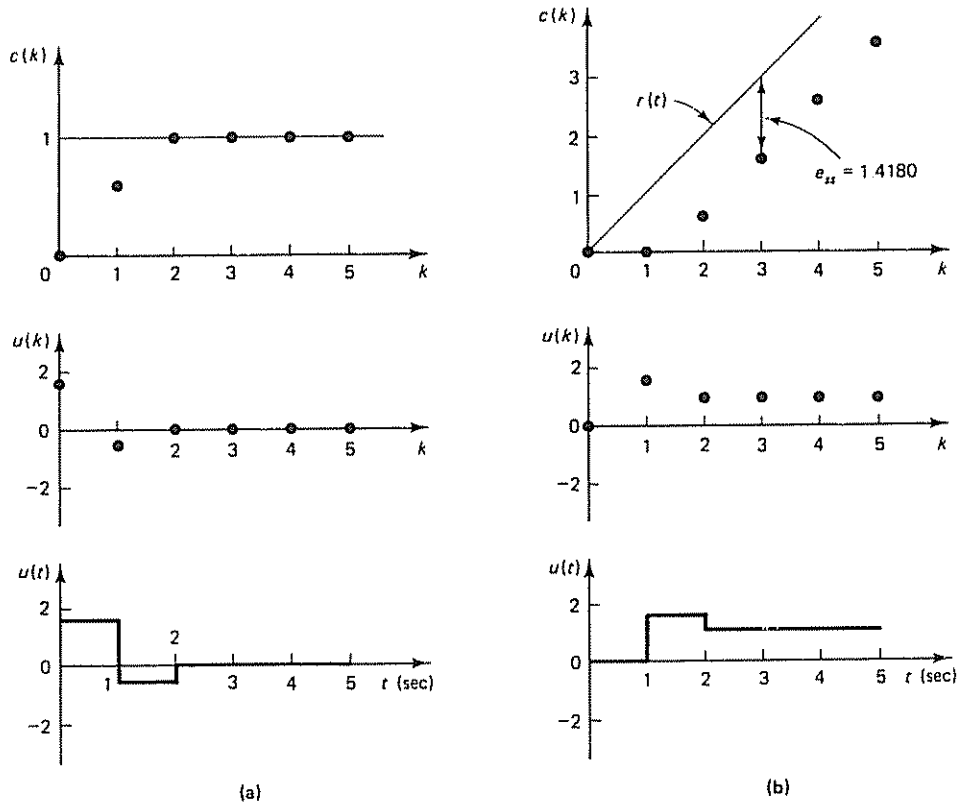 c(k)
1
0
1 2 3 4 5 k
u(k)
2
0
1 2 3 4 5 k
−2
u(t)
2
2
0
1 3 4 5 t (sec)
−2
(a)
c(k)
3
r(t)
2
e_ss = 1.4180
1
0
1 2 3 4 5 k
u(k)
2
0
1 2 3 4 5 k
−2
u(t)
2
0
1 2 3 4 5 t (sec)
−2
(b)